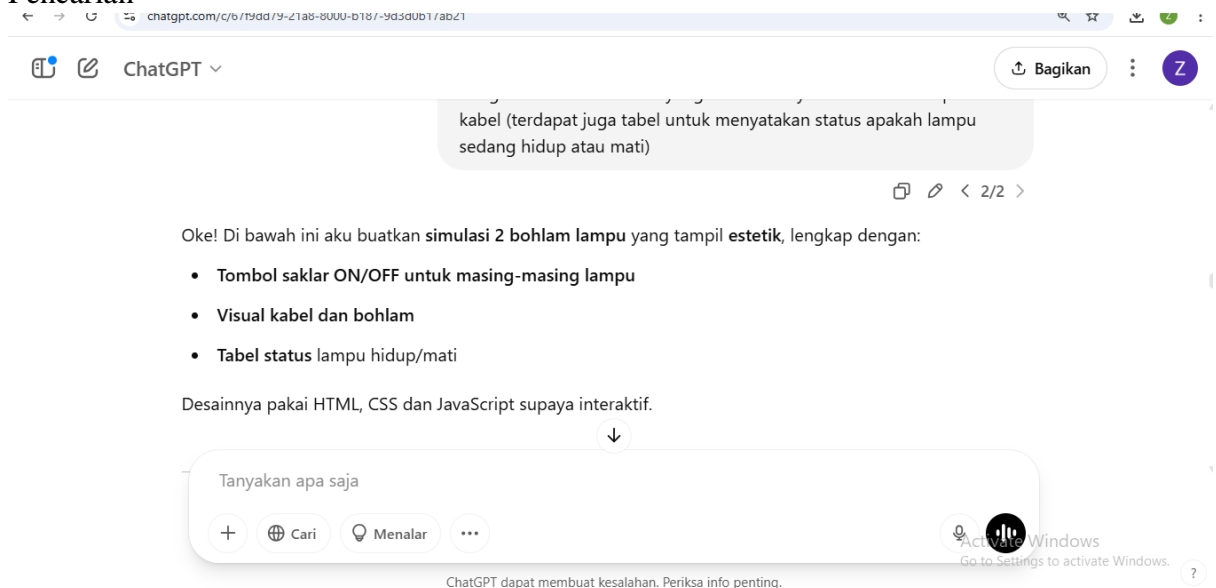 chatgpt.com/c/67f9dd79-21a8-8000-b187-9d3d0b17ab21
ChatGPT
Bagikan
Z
kabel (terdapat juga tabel untuk menyatakan status apakah lampu
sedang hidup atau mati)
2/2
Oke! Di bawah ini aku buatkan simulasi 2 bohlam lampu yang tampil estetik, lengkap dengan:
• Tombol saklar ON/OFF untuk masing-masing lampu
• Visual kabel dan bohlam
• Tabel status lampu hidup/mati
Desainnya pakai HTML, CSS dan JavaScript supaya interaktif.
Tanyakan apa saja
Cari
Menalar
Activate Windows
Go to Settings to activate Windows.
ChatGPT dapat membuat kesalahan. Periksa info penting.
?